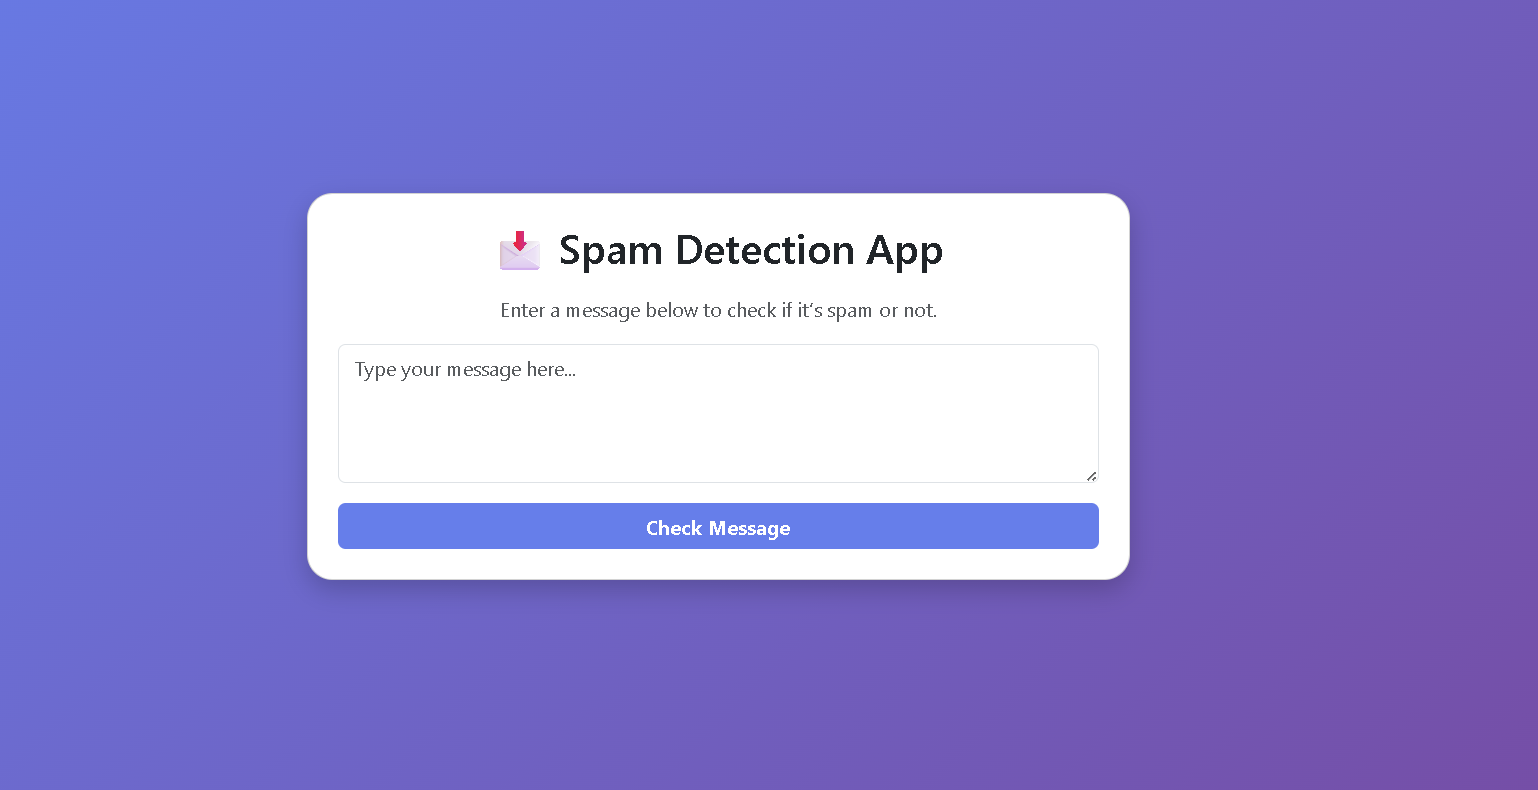 Spam Detection App
Enter a message below to check if it's spam or not.
Type your message here...
Check Message